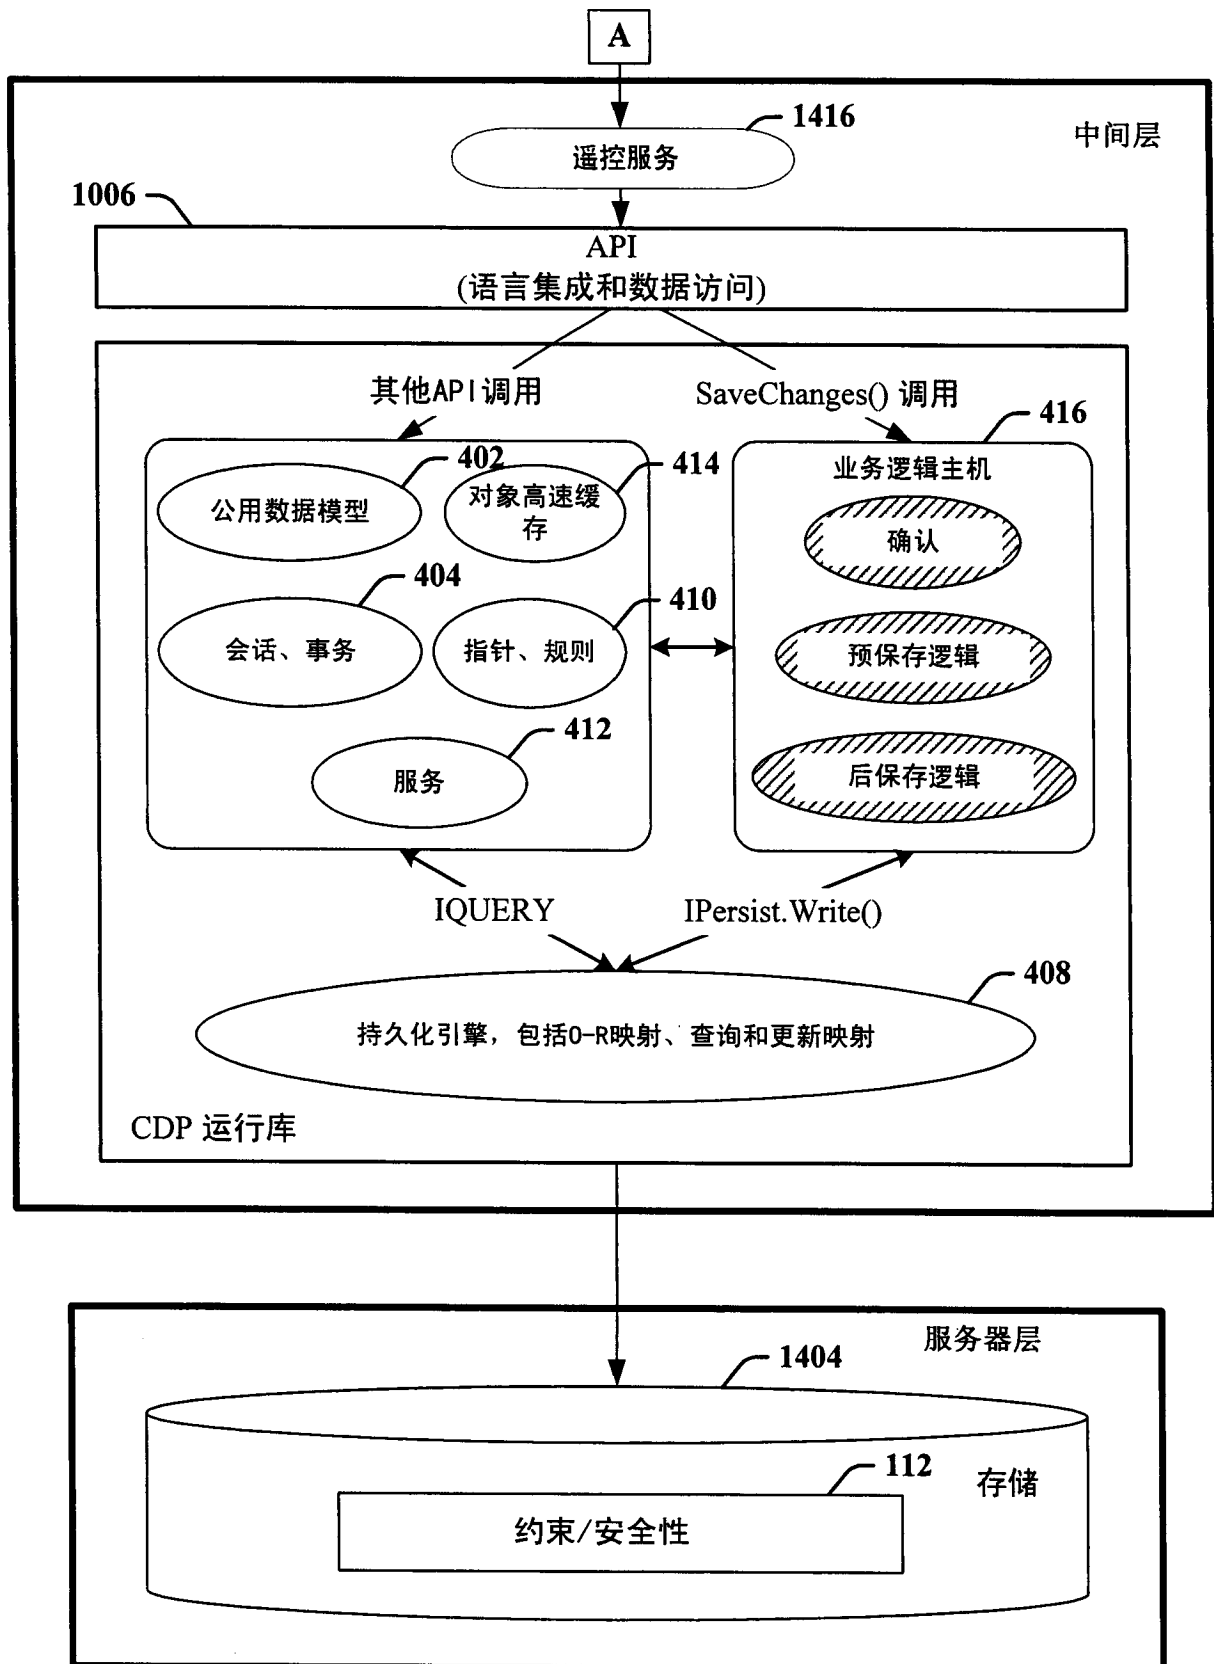 A
中间层
1416
遥控服务
1006
API
(语言集成和数据访问)
其他API调用
SaveChanges() 调用
416
402
414
业务逻辑主机
公用数据模型
对象高速缓
存
确认
404
410
会话、事务
指针、规则
预保存逻辑
412
服务
后保存逻辑
IQUERY
IPersist.Write()
408
持久化引擎，包括O-R映射、查询和更新映射
CDP 运行库
服务器层
1404
112
存储
约束/安全性